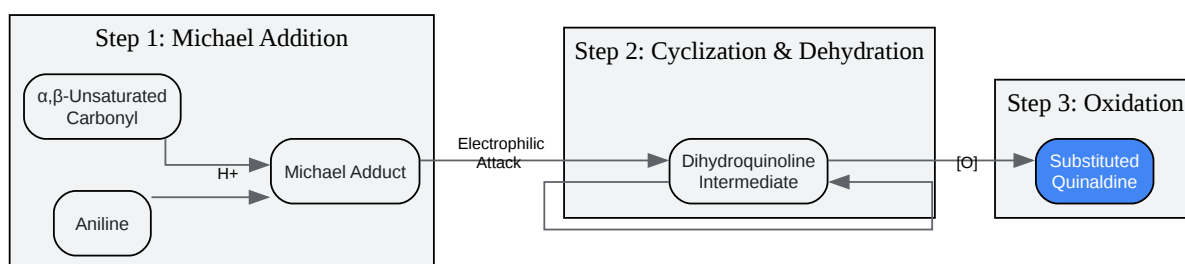 Step 1: Michael Addition
α,β-Unsaturated
Carbonyl
H+
Aniline
Michael Adduct
Electrophilic
Attack
Step 2: Cyclization & Dehydration
Dihydroquinoline
Intermediate
[O]
Step 3: Oxidation
Substituted
Quinaldine